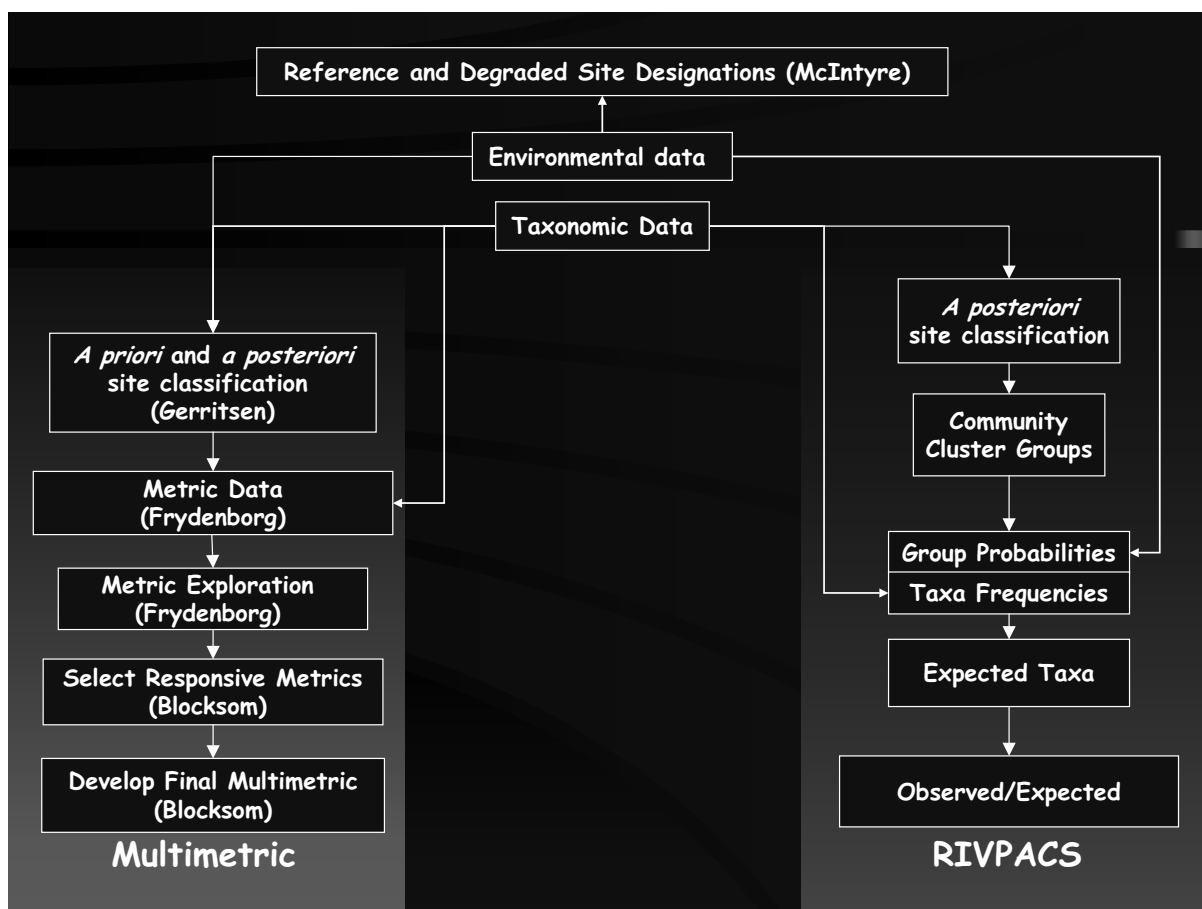 Reference and Degraded Site Designations (McIntyre)
Environmental data
Taxonomic Data
A priori and a posteriori
site classification
(Gerritsen)
Metric Data
(Frydenborg)
Metric Exploration
(Frydenborg)
Select Responsive Metrics
(Blocksom)
Develop Final Multimetric
(Blocksom)
Multimetric
A posteriori
site classification
Community
Cluster Groups
Group Probabilities
Taxa Frequencies
Expected Taxa
Observed/Expected
RIVPACS